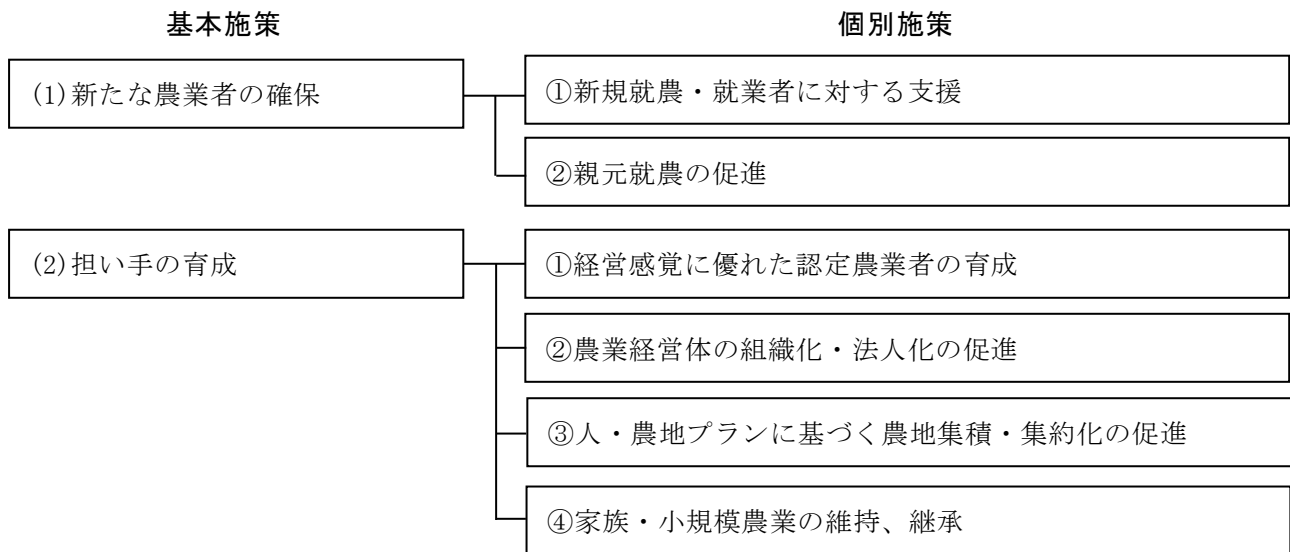 基本施策
個別施策
(1)新たな農業者の確保
①新規就農・就業者に対する支援
②親元就農の促進
(2)担い手の育成
①経営感覚に優れた認定農業者の育成
②農業経営体の組織化・法人化の促進
③人・農地プランに基づく農地集積・集約化の促進
④家族・小規模農業の維持、継承